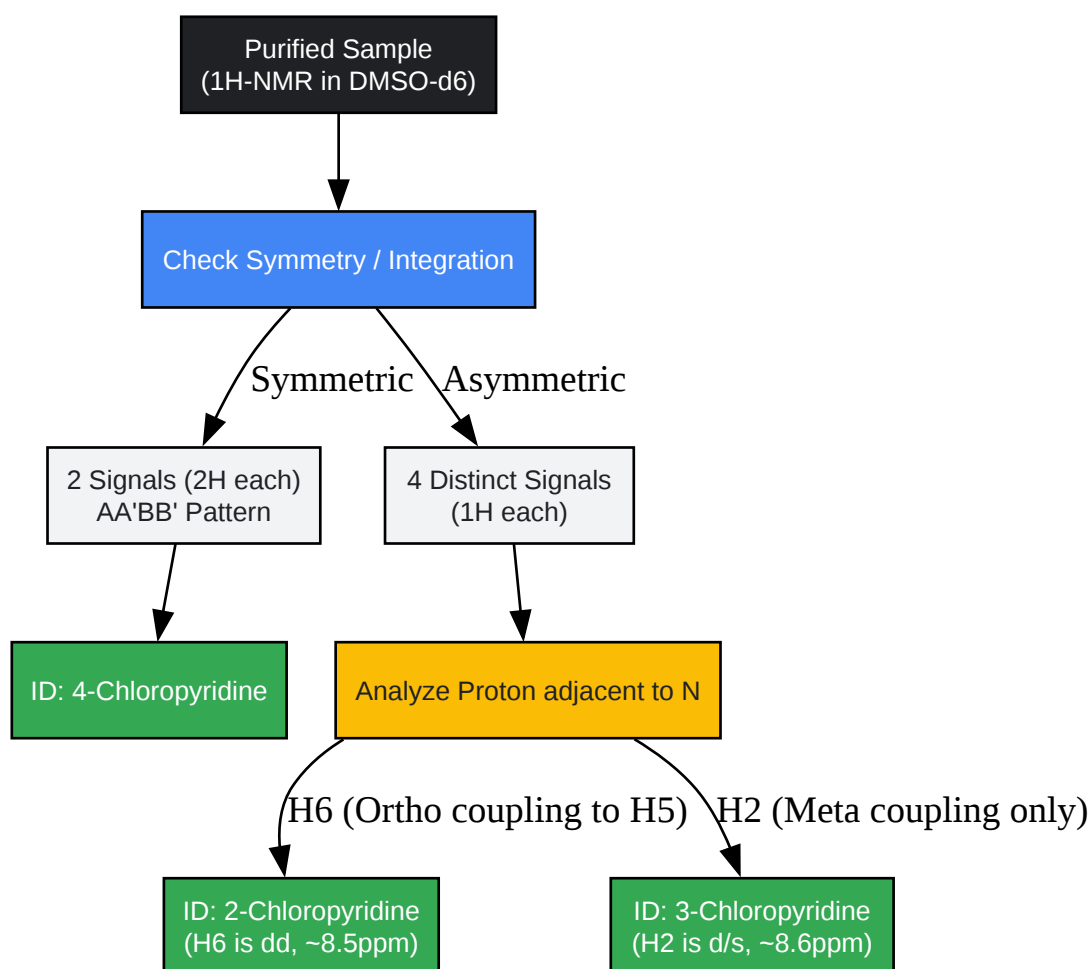 Purified Sample
(1H-NMR in DMSO-d6)
Check Symmetry / Integration
Symmetric
Asymmetric
2 Signals (2H each)
AA'BB' Pattern
4 Distinct Signals
(1H each)
ID: 4-Chloropyridine
Analyze Proton adjacent to N
H6 (Ortho coupling to H5)
H2 (Meta coupling only)
ID: 2-Chloropyridine
(H6 is dd, ~8.5ppm)
ID: 3-Chloropyridine
(H2 is d/s, ~8.6ppm)